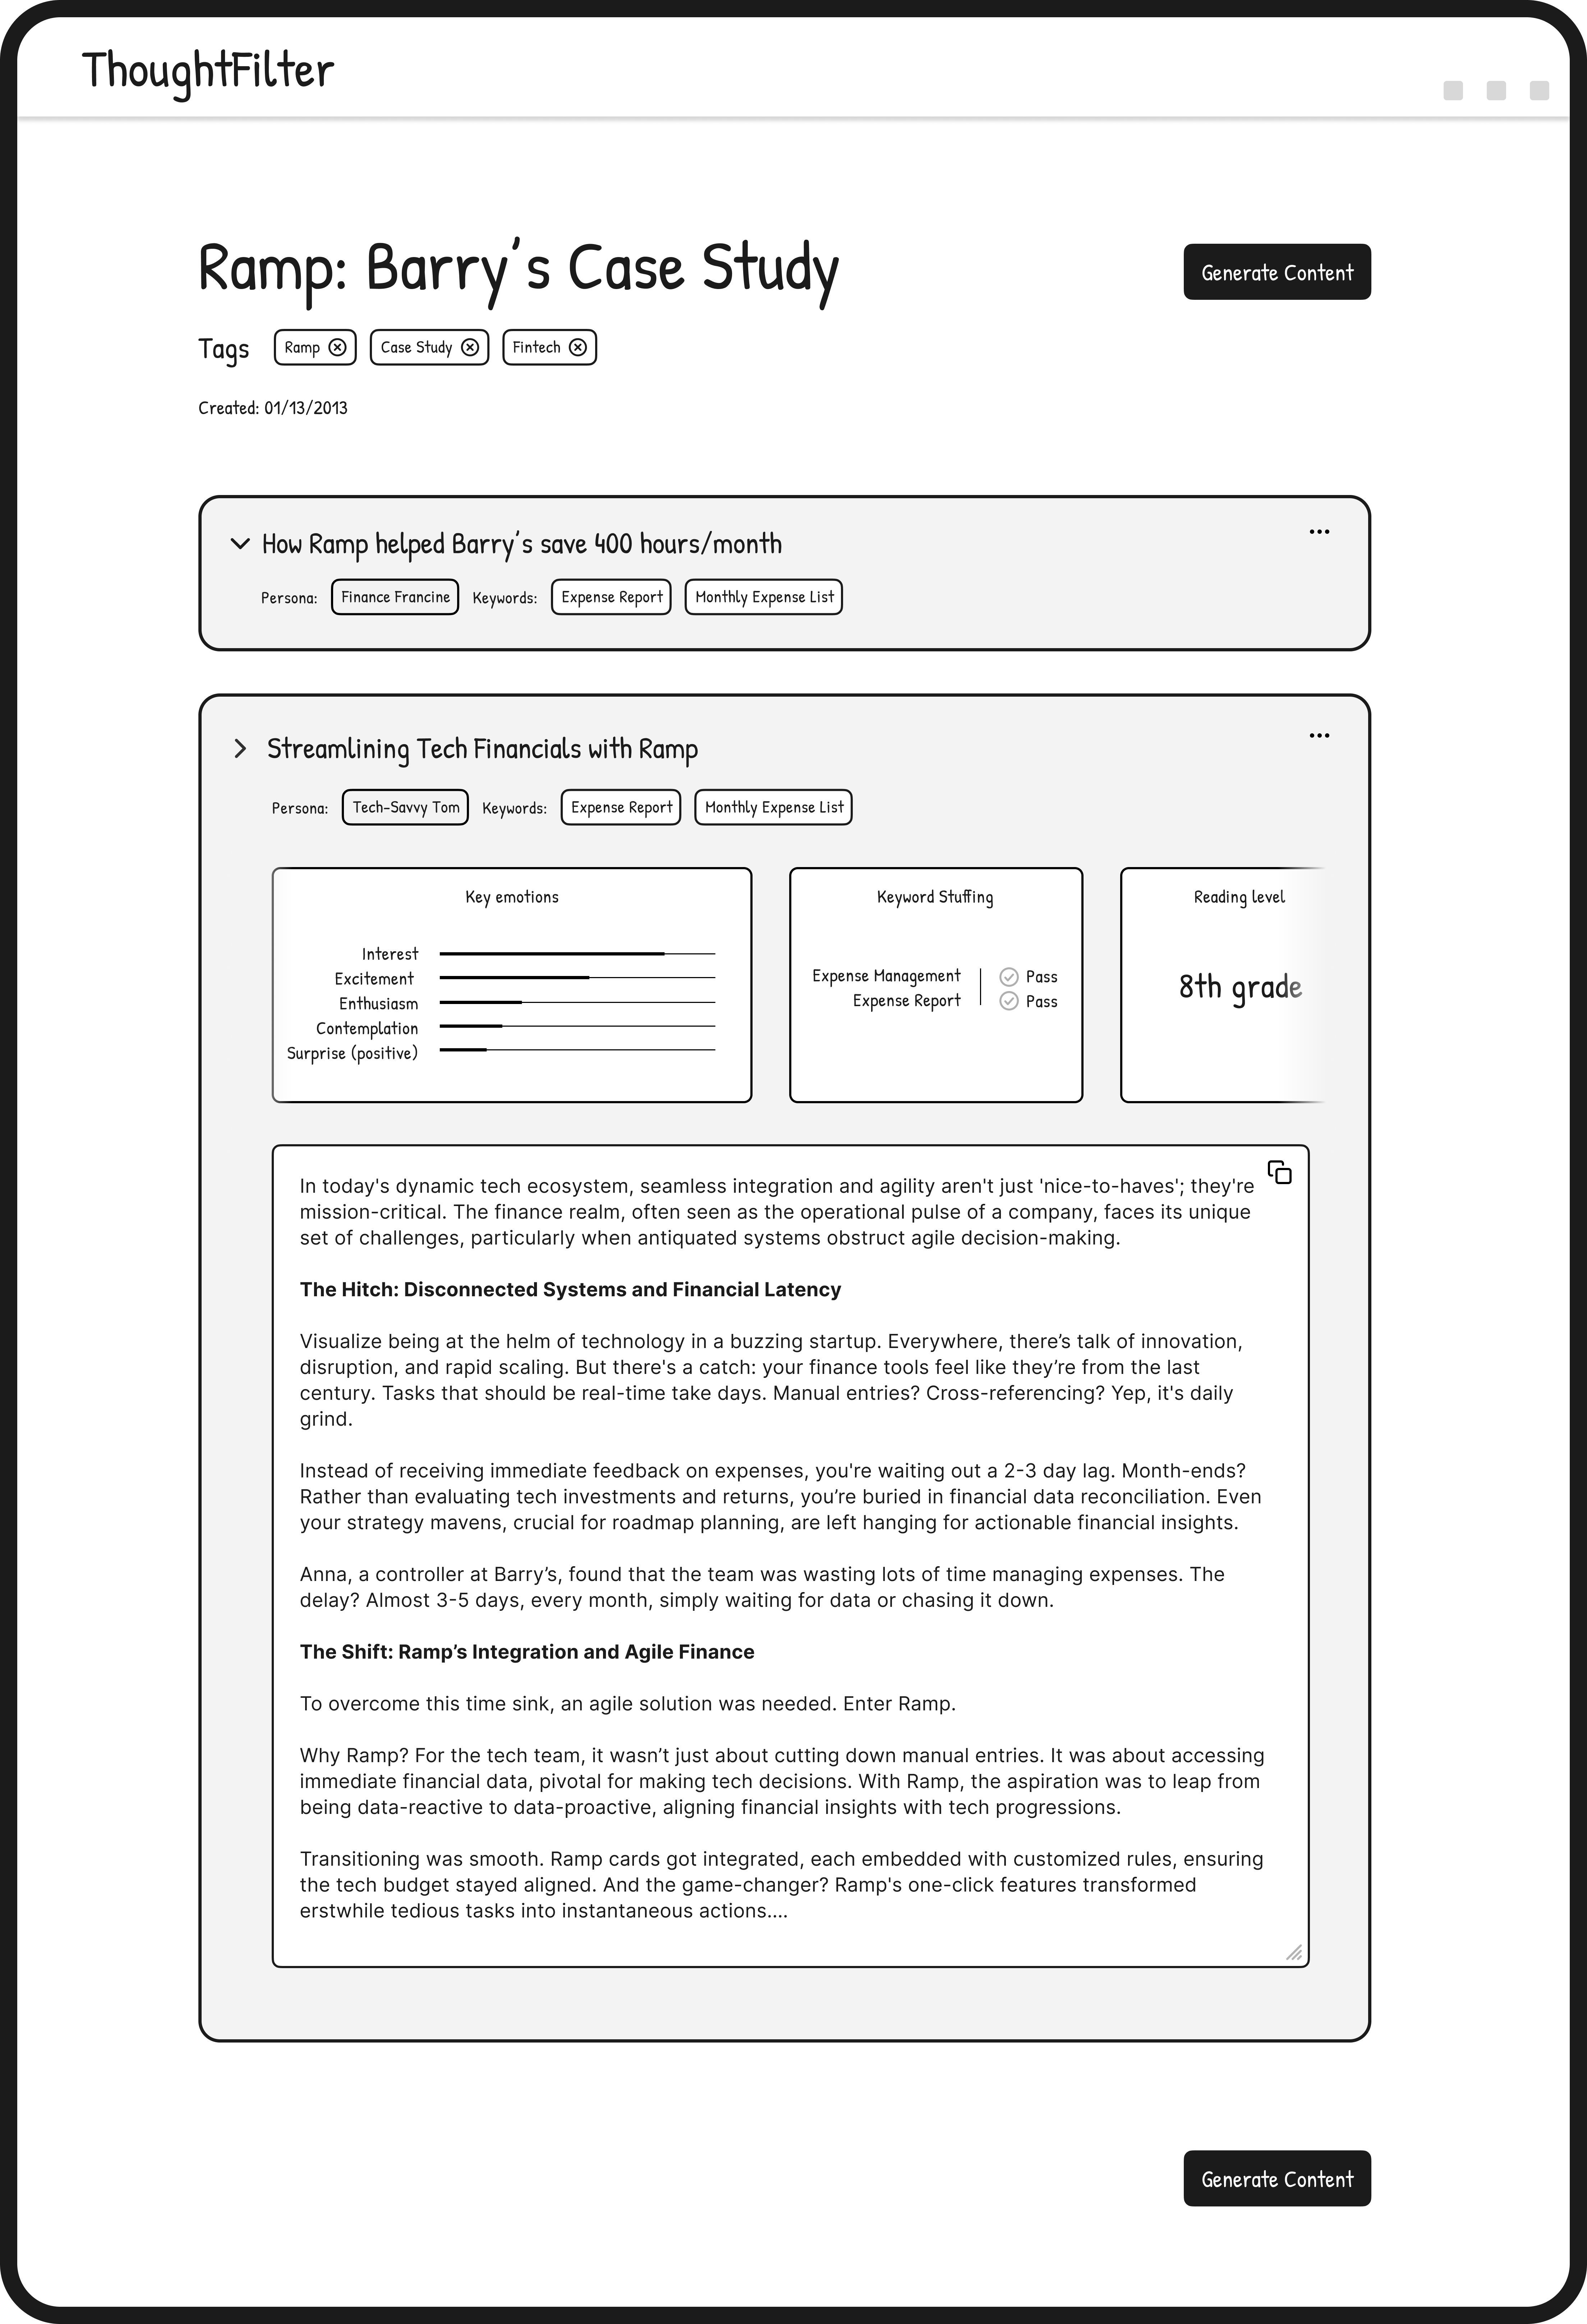 ThoughtFilter
Ramp: Barry's Case Study
Generate Content
Tags
Ramp
Case Study
Fintech
Created: 01/13/2013
How Ramp helped Barry's save 400 hours/month
Persona:
Finance Francine
Keywords:
Expense Report
Monthly Expense List
Streamlining Tech Financials with Ramp
Persona:
Tech-Savvy Tom
Keywords:
Expense Report
Monthly Expense List
Key emotions
Interest
Excitement
Enthusiasm
Contemplation
Surprise (positive)
Keyword Stuffing
Expense Management
Pass
Expense Report
Pass
Reading level
8th grade
In today's dynamic tech ecosystem, seamless integration and agility aren't just 'nice-to-haves'; they're
mission-critical. The finance realm, often seen as the operational pulse of a company, faces its unique
set of challenges, particularly when antiquated systems obstruct agile decision-making.
The Hitch: Disconnected Systems and Financial Latency
Visualize being at the helm of technology in a buzzing startup. Everywhere, there’s talk of innovation,
disruption, and rapid scaling. But there's a catch: your finance tools feel like they’re from the last
century. Tasks that should be real-time take days. Manual entries? Cross-referencing? Yep, it's daily
grind.
Instead of receiving immediate feedback on expenses, you're waiting out a 2-3 day lag. Month-ends?
Rather than evaluating tech investments and returns, you’re buried in financial data reconciliation. Even
your strategy mavens, crucial for roadmap planning, are left hanging for actionable financial insights.
Anna, a controller at Barry’s, found that the team was wasting lots of time managing expenses. The
delay? Almost 3-5 days, every month, simply waiting for data or chasing it down.
The Shift: Ramp’s Integration and Agile Finance
To overcome this time sink, an agile solution was needed. Enter Ramp.
Why Ramp? For the tech team, it wasn’t just about cutting down manual entries. It was about accessing
immediate financial data, pivotal for making tech decisions. With Ramp, the aspiration was to leap from
being data-reactive to data-proactive, aligning financial insights with tech progressions.
Transitioning was smooth. Ramp cards got integrated, each embedded with customized rules, ensuring
the tech budget stayed aligned. And the game-changer? Ramp's one-click features transformed
erstwhile tedious tasks into instantaneous actions....
Generate Content